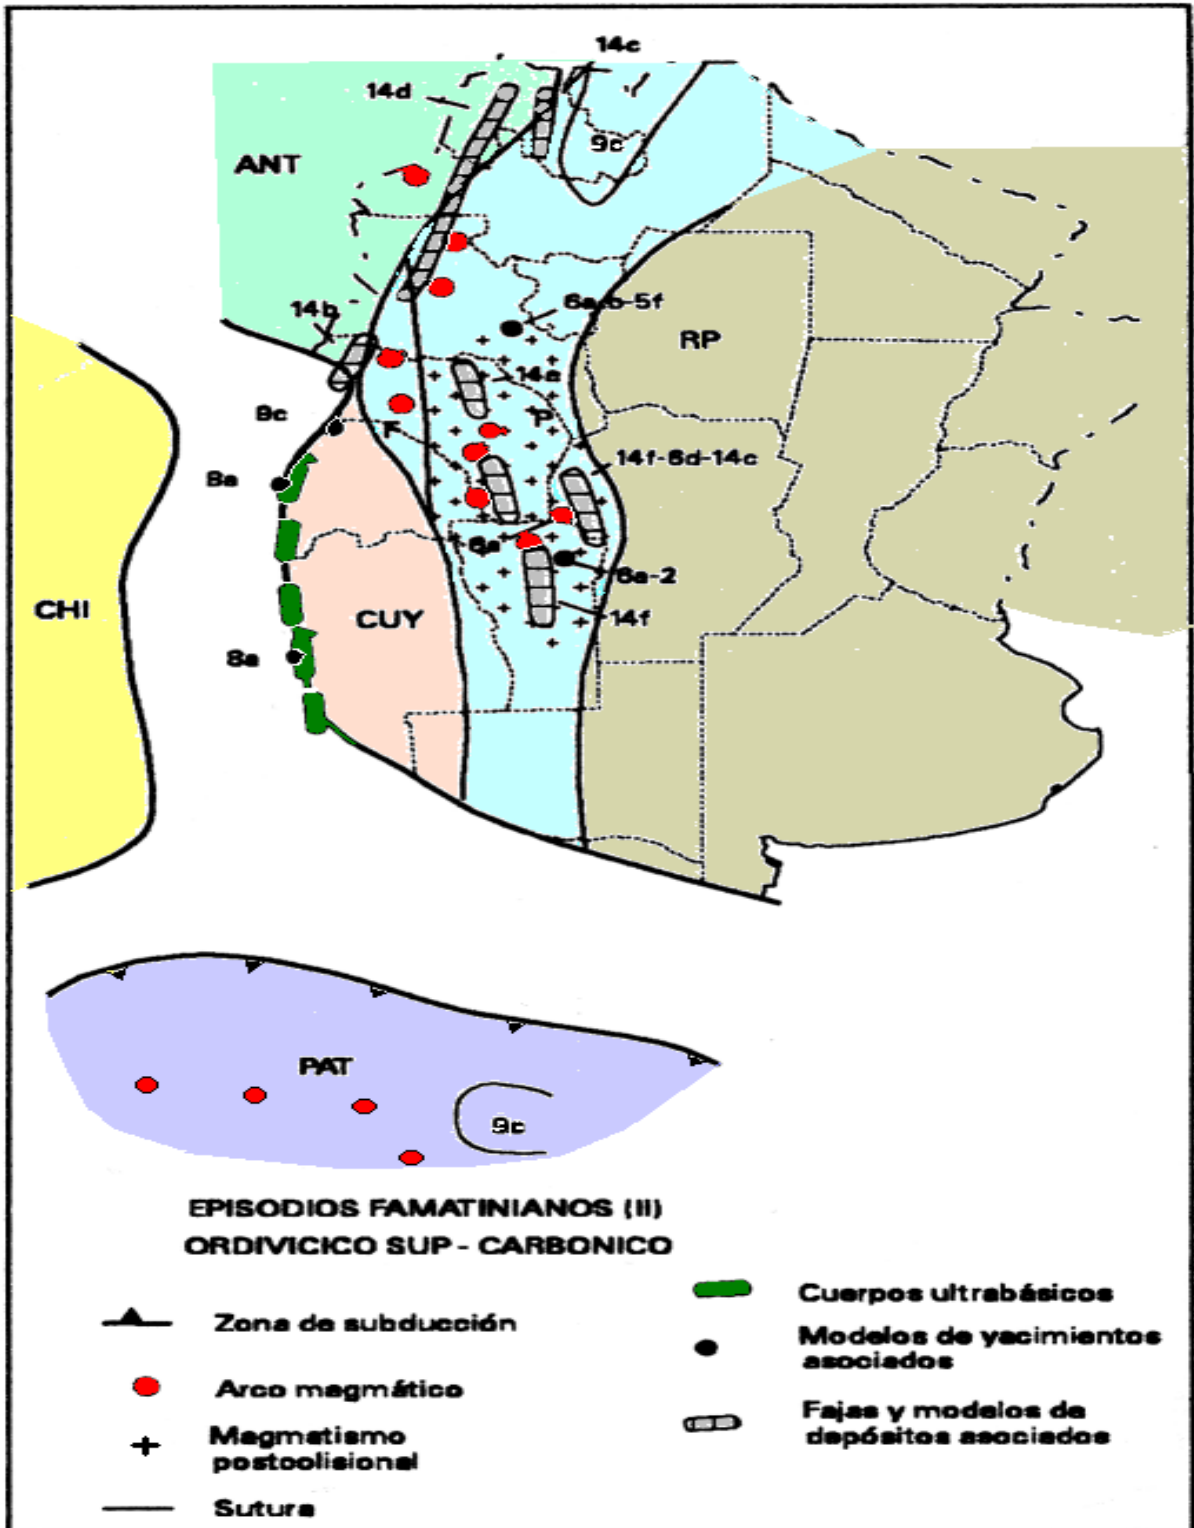 14c
14d
9c
ANT
6a-b-5f
14b
RP
14a
9c
P
F
14f-6d-14c
8a
6a
6a-2
CHI
CUY
14f
8a
PAT
9c
EPISODIOS FAMATINIANOS (II)
ORDIVICICO SUP - CARBONICO
Zona de subducción
Arco magmático
Magmatismo
postcolisional
Sutura
Cuerpos ultrabásicos
Modelos de yacimientos
asociados
Fajas y modelos de
depósitos asociados